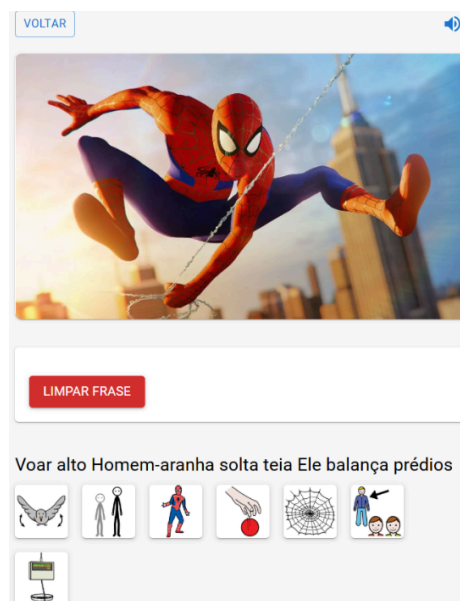 VOLTAR
LIMPAR FRASE
Voar alto Homem-aranha solta teia Ele balança prédios